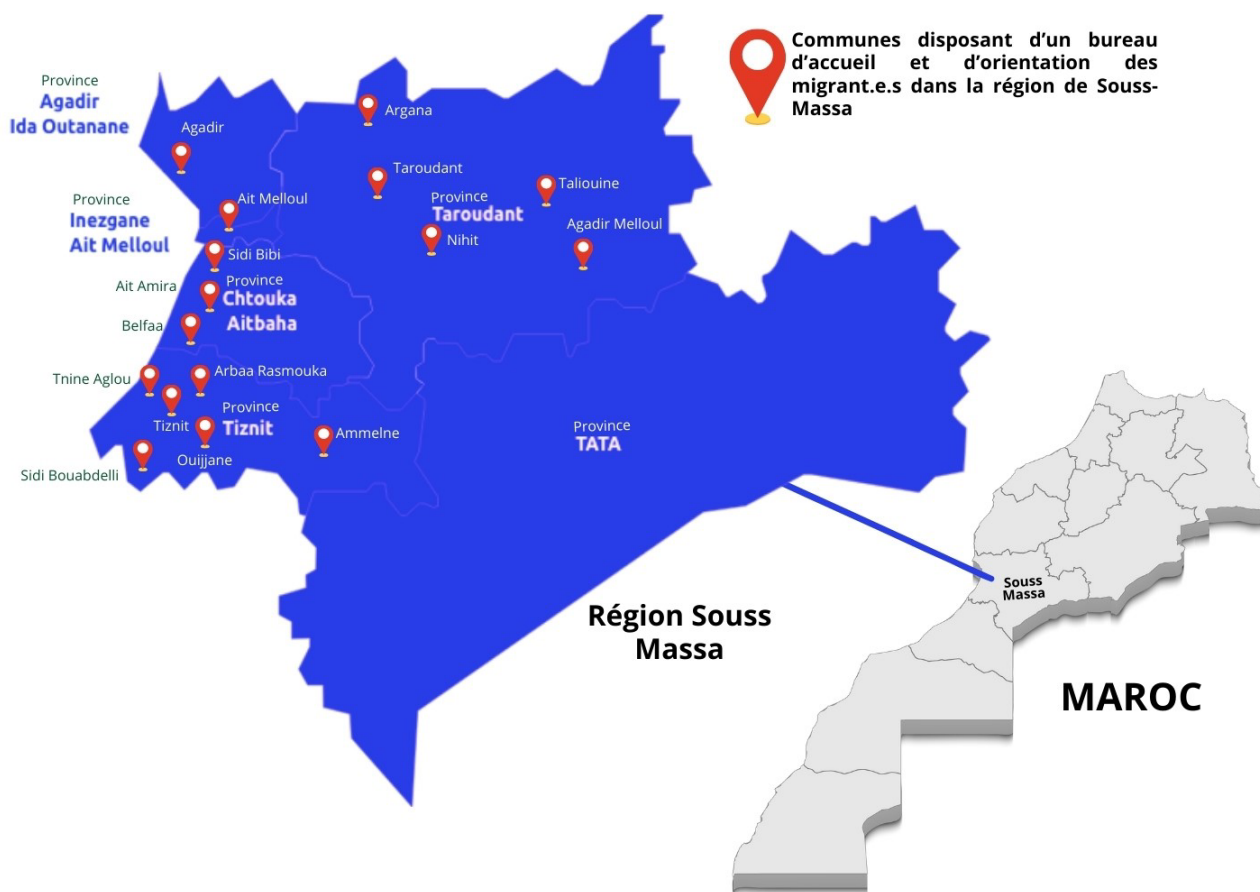 Communes disposant d'un bureau
d'accueil et d'orientation des
migrant.e.s dans la région de Souss-
Massa
Province
Agadir
Ida Outanane
Agadir
Argana
Taroudant
Taliouine
Province
Taroudant
Agadir Melloul
Nihit
Province
Inezgane
Ait Melloul
Ait Melloul
Sidi Bibi
Ait Amira
Province
Chtouka
Aitbaha
Belfaa
Tnine Aglou
Arbaa Rasmouka
Tiznit
Province
Tiznit
Ouijjane
Ammelne
Sidi Bouabdelli
Province
TATA
Souss
Massa
Région Souss
Massa
MAROC